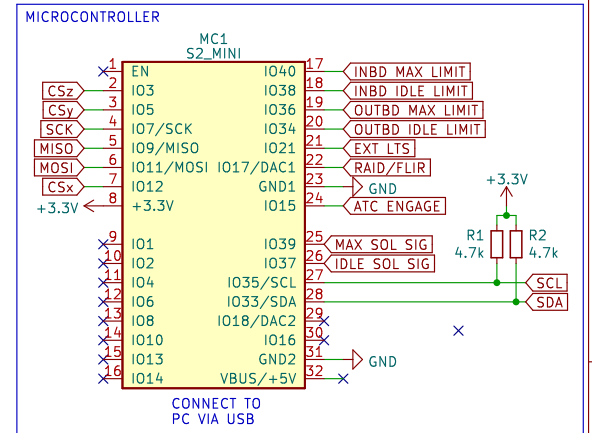 MICROCONTROLLER
MC1
S2_MINI
1 EN IO40 17 INBD MAX LIMIT
CSz 2 IO3 IO38 18 INBD IDLE LIMIT
CSy 3 IO5 IO36 19 OUTBD MAX LIMIT
SCK 4 IO7/SCK IO34 20 OUTBD IDLE LIMIT
MISO 5 IO9/MISO IO21 21 EXT LTS
MOSI 6 IO11/MOSI IO17/DAC1 22 RAID/FLIR
CSx 7 IO12 GND1 23 GND
+3.3V 8 +3.3V IO15 24 ATC ENGAGE
+3.3V
9 IO1 IO39 25 MAX SOL SIG
R1 R2
4.7k 4.7k
10 IO2 IO37 26 IDLE SOL SIG
11 IO4 IO35/SCL 27 SCL
12 IO6 IO33/SDA 28 SDA
13 IO8 IO18/DAC2 29
14 IO10 IO16 30
15 IO13 GND2 31 GND
16 IO14 VBUS/+5V 32
CONNECT TO
PC VIA USB